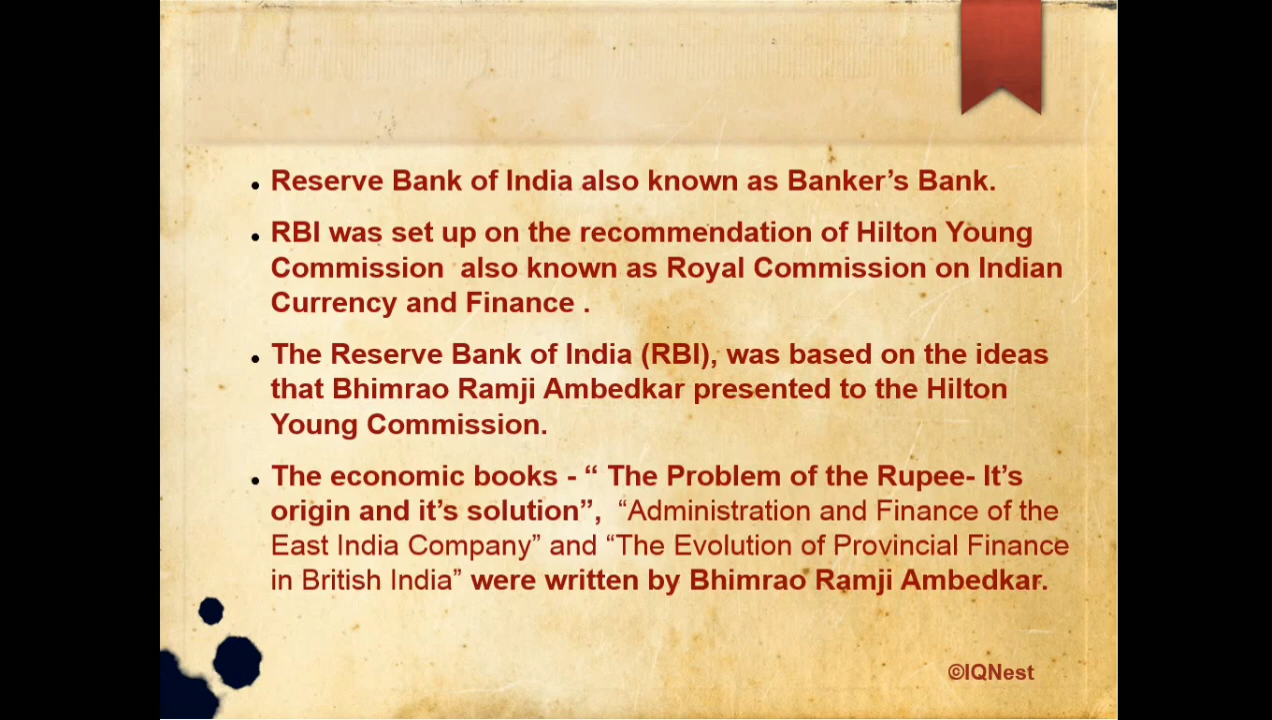 • Reserve Bank of India also known as Banker’s Bank.
• RBI was set up on the recommendation of Hilton Young
Commission  also known as Royal Commission on Indian
Currency and Finance .
• The Reserve Bank of India (RBI), was based on the ideas
that Bhimrao Ramji Ambedkar presented to the Hilton
Young Commission.
• The economic books - “ The Problem of the Rupee- It’s
origin and it’s solution”,  “Administration and Finance of the
East India Company” and “The Evolution of Provincial Finance
in British India” were written by Bhimrao Ramji Ambedkar.
©IQNest